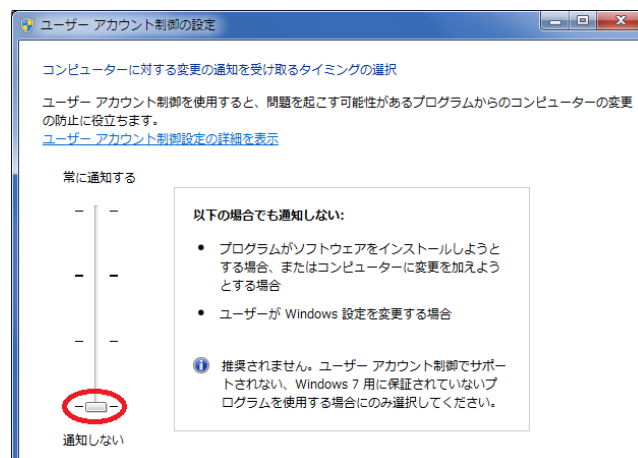 ユーザー アカウント制御の設定
コンピューターに対する変更の通知を受け取るタイミングの選択
ユーザー アカウント制御を使用すると、問題を起こす可能性があるプログラムからのコンピューターの変更
の防止に役立ちます。
ユーザー アカウント制御設定の詳細を表示
常に通知する
以下の場合でも通知しない:
• プログラムがソフトウェアをインストールしようと
する場合、またはコンピューターに変更を加えよう
とする場合
• ユーザーが Windows 設定を変更する場合
推奨されません。ユーザー アカウント制御でサポー
トされない、Windows 7 用に保証されていないプ
ログラムを使用する場合にのみ選択してください。
通知しない